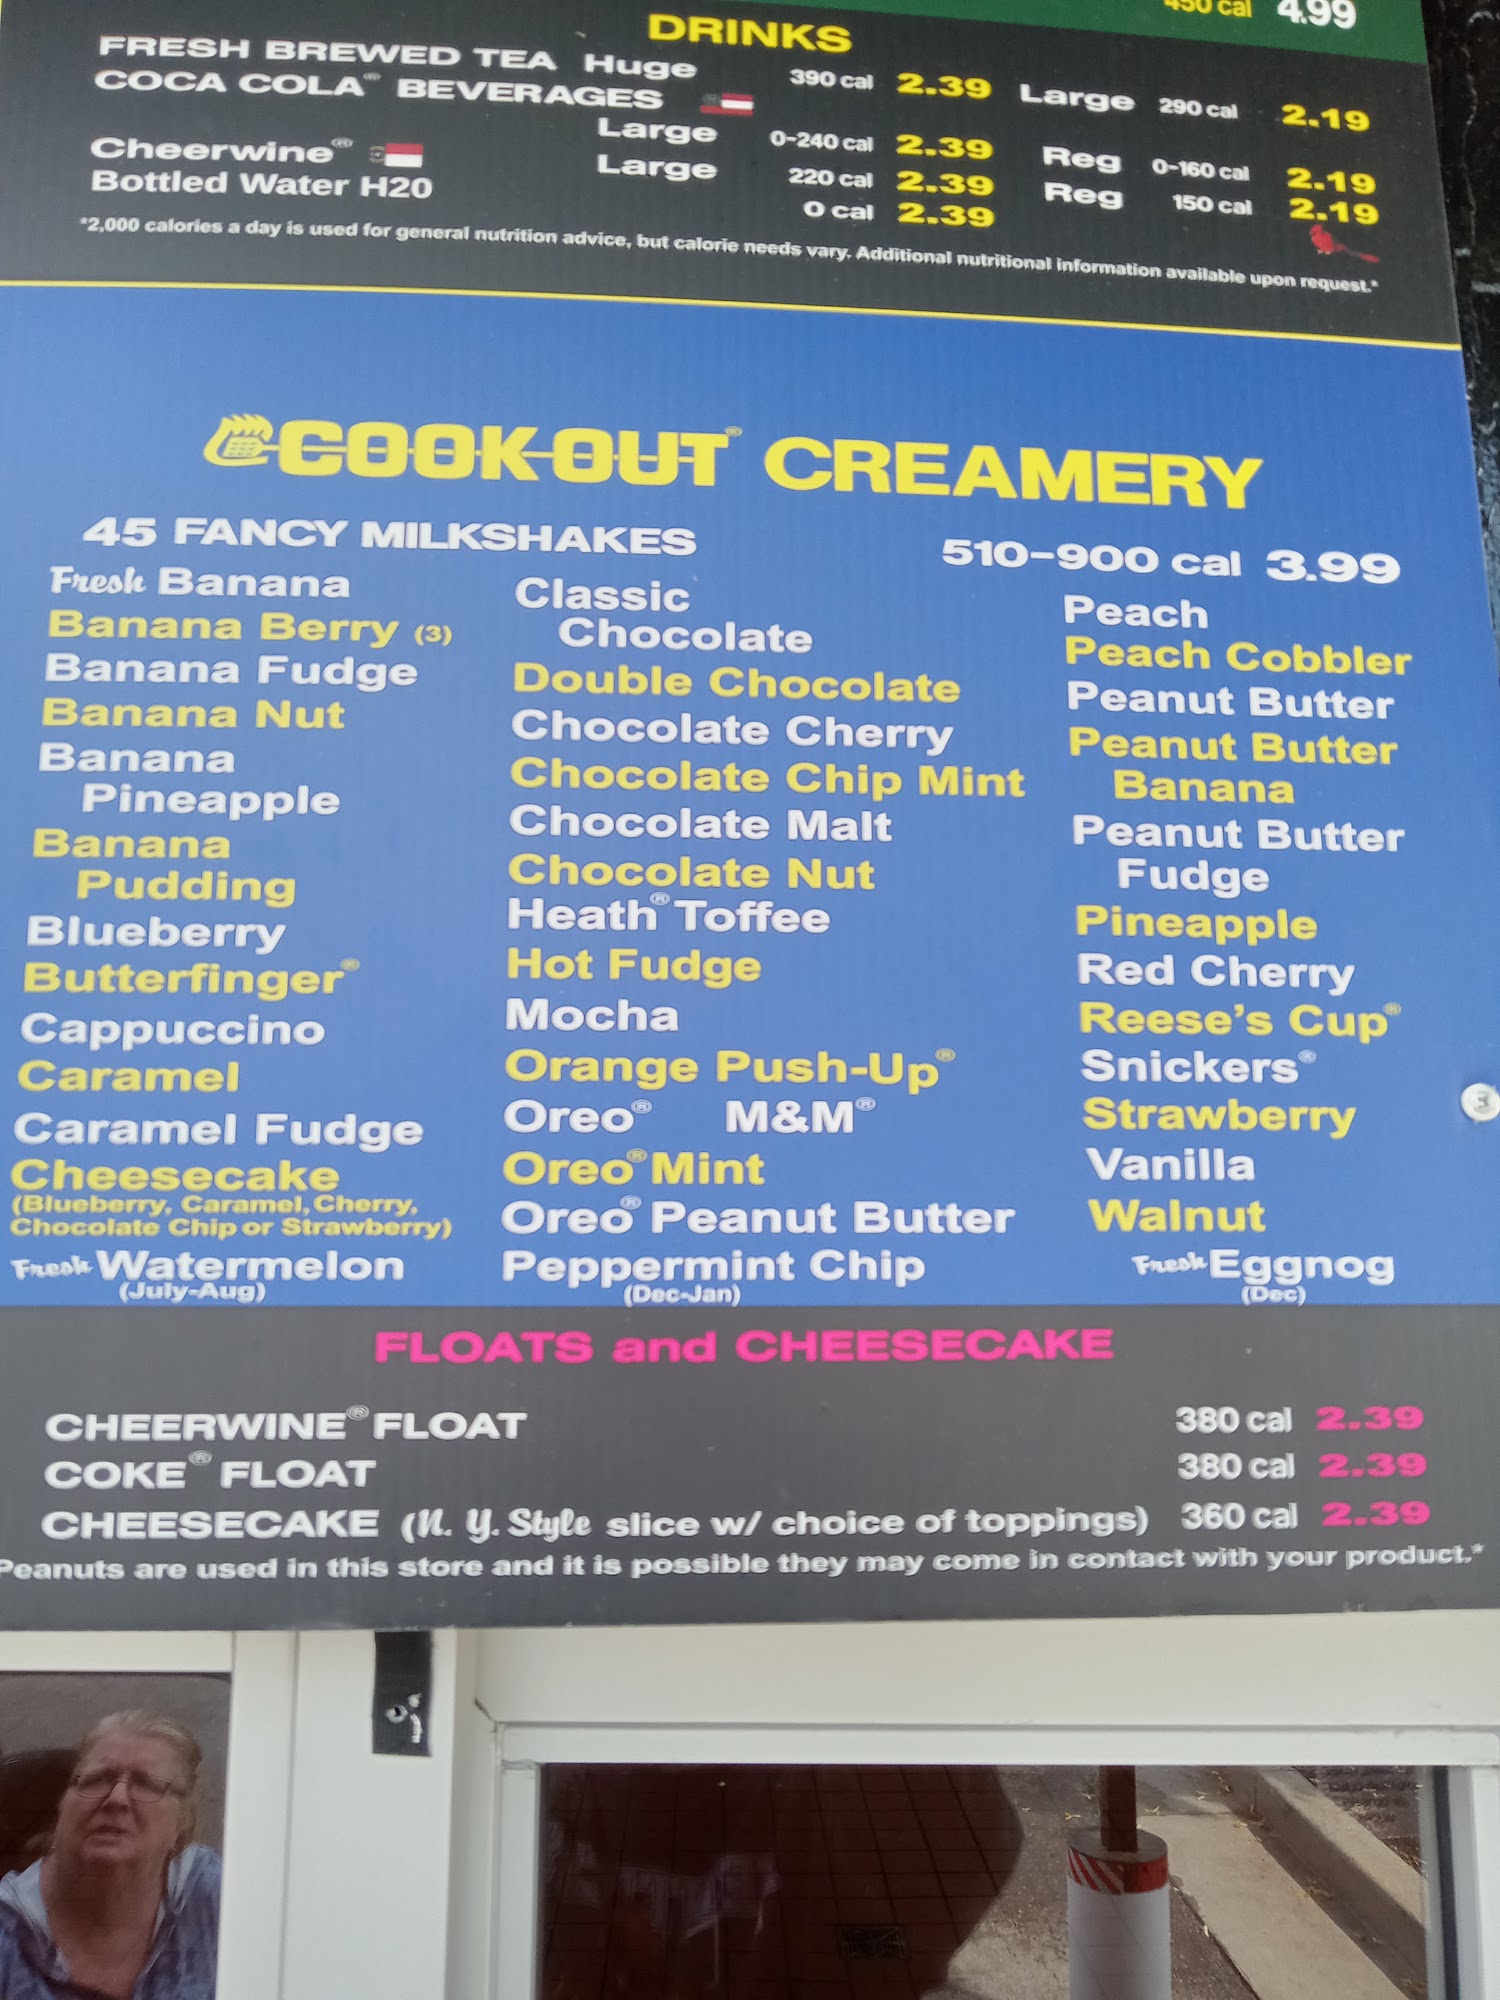 450 cal 4.99
DRINKS
FRESH BREWED TEA Huge 390 cal 2.39 Large 290 cal 2.19
COCA COLA® BEVERAGES Large 0-240 cal 2.39 Reg 0-160 cal 2.19
Cheerwine® Large 220 cal 2.39 Reg 150 cal 2.19
Bottled Water H20 0 cal 2.39
*2,000 calories a day is used for general nutrition advice, but calorie needs vary. Additional nutritional information available upon request.*
COOKOUT® CREAMERY
45 FANCY MILKSHAKES 510-900 cal 3.99
Fresh Banana
Banana Berry (3)
Banana Fudge
Banana Nut
Banana
Pineapple
Banana
Pudding
Blueberry
Butterfinger®
Cappuccino
Caramel
Caramel Fudge
Cheesecake
(Blueberry, Caramel, Cherry,
Chocolate Chip or Strawberry)
Fresh Watermelon
(July-Aug)
Classic
Chocolate
Double Chocolate
Chocolate Cherry
Chocolate Chip Mint
Chocolate Malt
Chocolate Nut
Heath® Toffee
Hot Fudge
Mocha
Orange Push-Up®
Oreo® M&M®
Oreo® Mint
Oreo® Peanut Butter
Peppermint Chip
(Dec-Jan)
Peach
Peach Cobbler
Peanut Butter
Peanut Butter
Banana
Peanut Butter
Fudge
Pineapple
Red Cherry
Reese's Cup®
Snickers®
Strawberry
Vanilla
Walnut
Fresh Eggnog
(Dec)
FLOATS and CHEESECAKE
CHEERWINE® FLOAT 380 cal 2.39
COKE® FLOAT 380 cal 2.39
CHEESECAKE (N. Y. Style slice w/ choice of toppings) 360 cal 2.39
Peanuts are used in this store and it is possible they may come in contact with your product.*